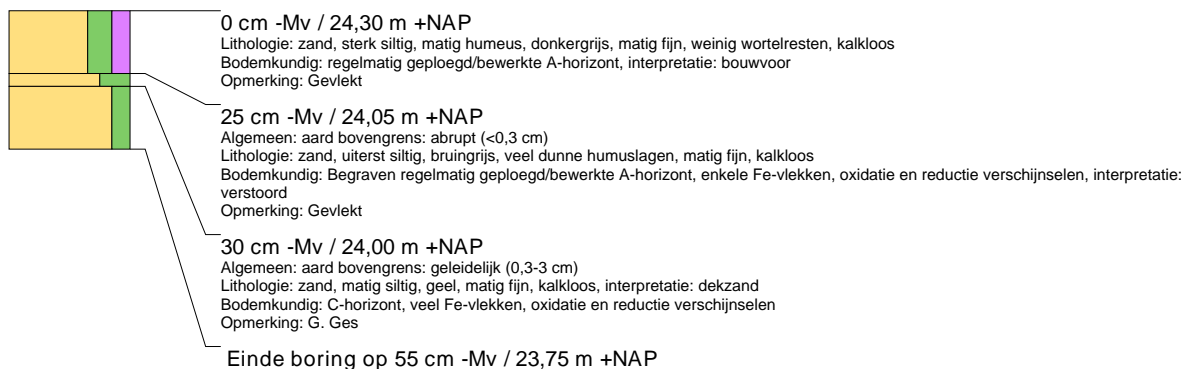 0 cm -Mv / 24,30 m +NAP
Lithologie: zand, sterk siltig, matig humeus, donkergrijs, matig fijn, weinig wortelresten, kalkloos
Bodemkundig: regelmatig geploegd/bewerkte A-horizont, interpretatie: bouwvoor
Opmerking: Gevlekt
25 cm -Mv / 24,05 m +NAP
Algemeen: aard bovengrens: abrupt (<0,3 cm)
Lithologie: zand, uiterst siltig, bruingrijs, veel dunne humuslagen, matig fijn, kalkloos
Bodemkundig: Begraven regelmatig geploegd/bewerkte A-horizont, enkele Fe-vlekken, oxidatie en reductie verschijnselen, interpretatie:
verstoord
Opmerking: Gevlekt
30 cm -Mv / 24,00 m +NAP
Algemeen: aard bovengrens: geleidelijk (0,3-3 cm)
Lithologie: zand, matig siltig, geel, matig fijn, kalkloos, interpretatie: dekzand
Bodemkundig: C-horizont, veel Fe-vlekken, oxidatie en reductie verschijnselen
Opmerking: G. Ges
Einde boring op 55 cm -Mv / 23,75 m +NAP